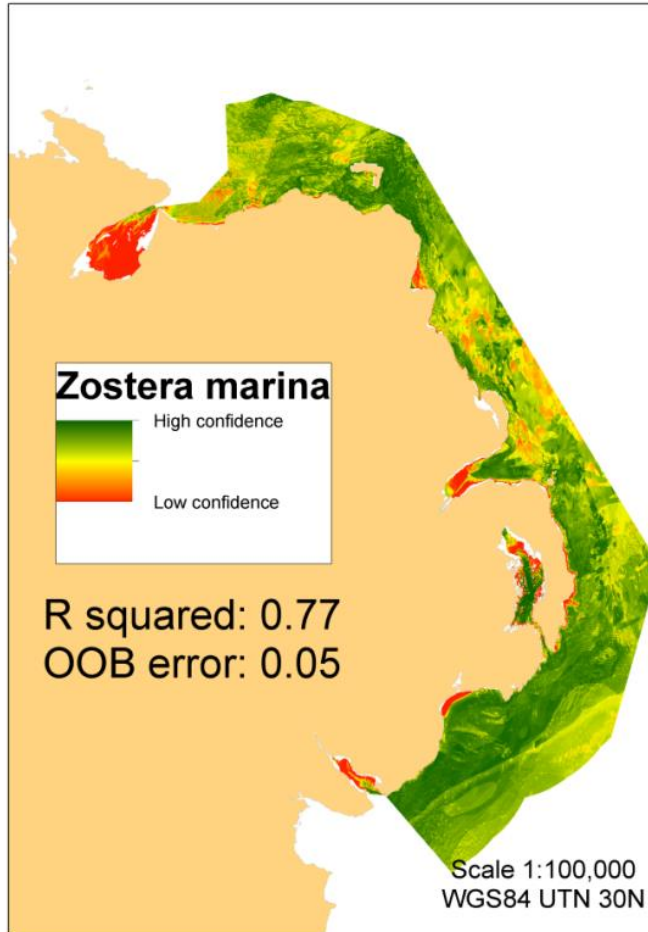 Zostera marina
High confidence
Low confidence
R squared: 0.77
OOB error: 0.05
Scale 1:100,000
WGS84 UTN 30N